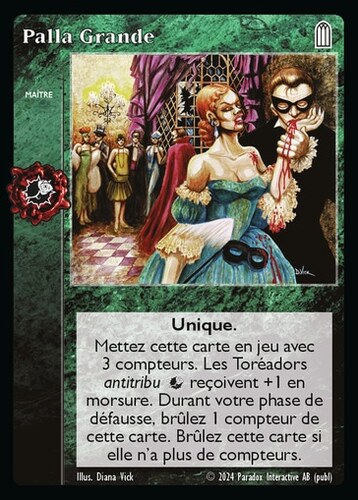 Palla Grande
MAÎTRE
D.VICK
Unique.
Mettez cette carte en jeu avec
3 compteurs. Les Toréadors
antitribu reçoivent +1 en
morsure. Durant votre phase de
défausse, brûlez 1 compteur de
cette carte. Brûlez cette carte si
elle n'a plus de compteurs.
Illus. Diana Vick © 2024 Paradox Interactive AB (publ)